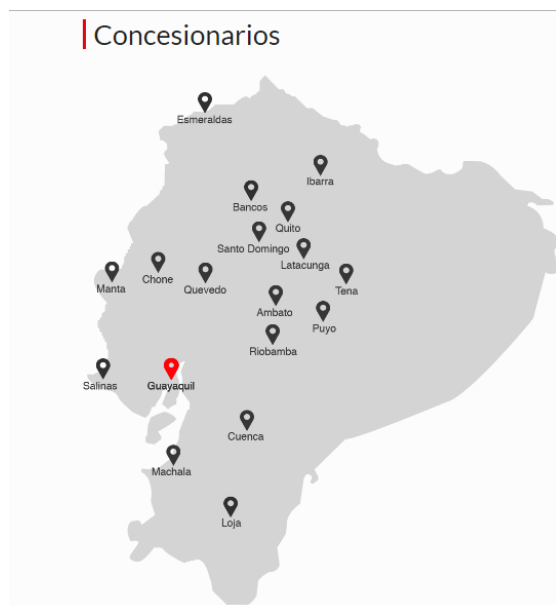 Concesionarios
Esmeraldas
Ibarra
Bancos
Quito
Santo Domingo
Latacunga
Chone
Manta
Quevedo
Tena
Ambato
Puyo
Riobamba
Salinas
Guayaquil
Cuenca
Machala
Loja